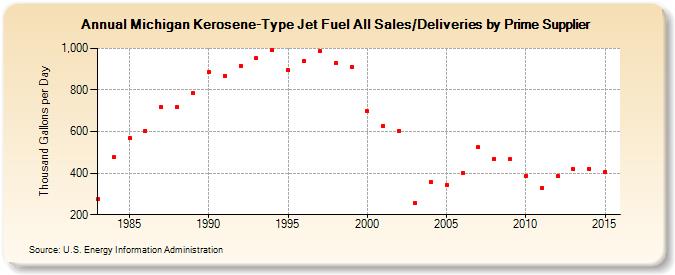 Annual Michigan Kerosene-Type Jet Fuel All Sales/Deliveries by Prime Supplier
Thousand Gallons per Day
1,000
800
600
400
200
1985 1990 1995 2000 2005 2010 2015
Source: U.S. Energy Information Administration